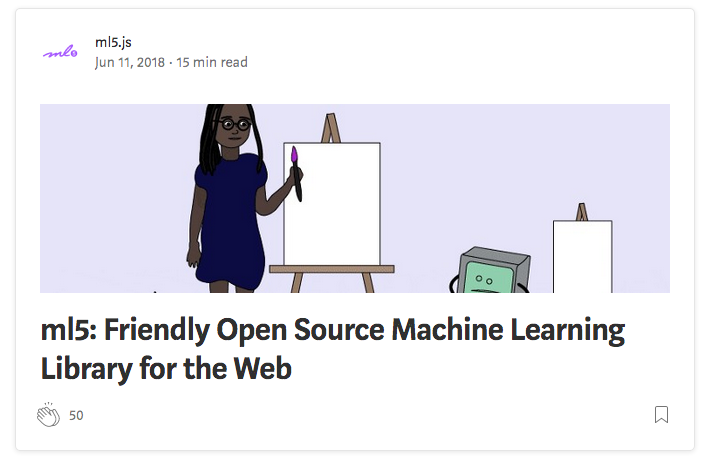 ml5
ml5.js
Jun 11, 2018 · 15 min read
ml5: Friendly Open Source Machine Learning
Library for the Web
50